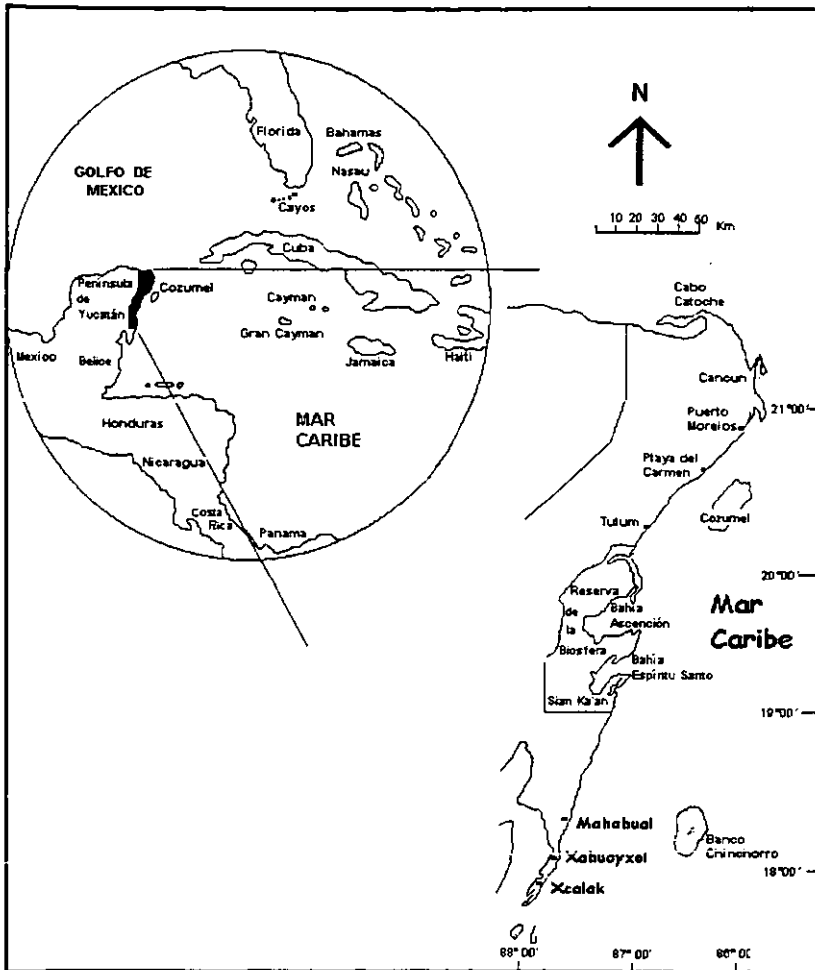 Florida
Bahamas
Nasau
GOLFO DE
MEXICO
Cayos
Cuba
Peninsula
de
Yucatán
Cozumel
Cayman
Gran Cayman
Jamaica
Haiti
Mexico
Belice
Honduras
MAR
CARIBE
Nicaragua
Costa
Rica
Panama
N
10 20 30 40 50 Km
Cabo
Catoche
Cancun
Puerto
Morelos
21°00'
Playa del
Carmen
Cozumel
Tulum
20°00'
Reserva
de
la
Biosfera
Bahia
Ascención
Mar
Caribe
Bahia
Espiritu Santo
Sian Ka'an
19°00'
Mahahual
Xahuayxol
Xcalak
Banco
Chinchorro
18°00'
88°00'
87°00'